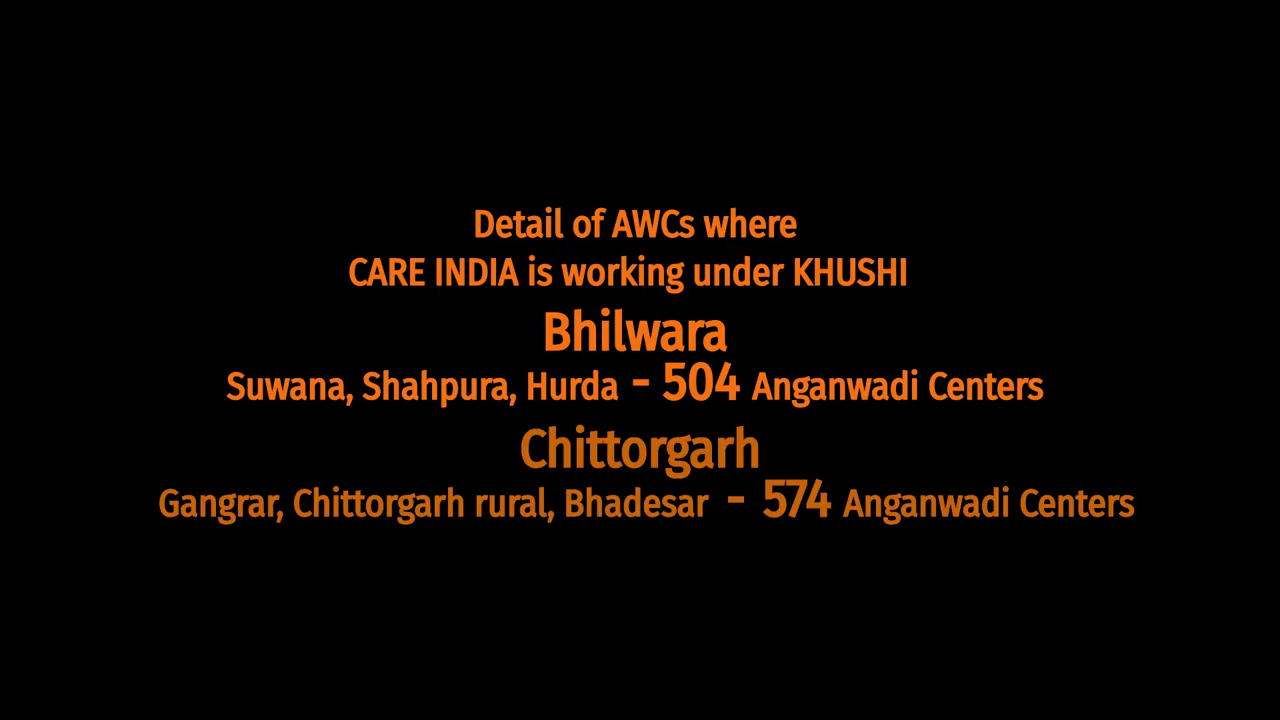 Detail of AWCs where
CARE INDIA is working under KHUSHI
Bhilwara
Suwana, Shahpura, Hurda - 504 Anganwadi Centers
Chittorgarh
Gangrar, Chittorgarh rural, Bhadesar - 574 Anganwadi Centers